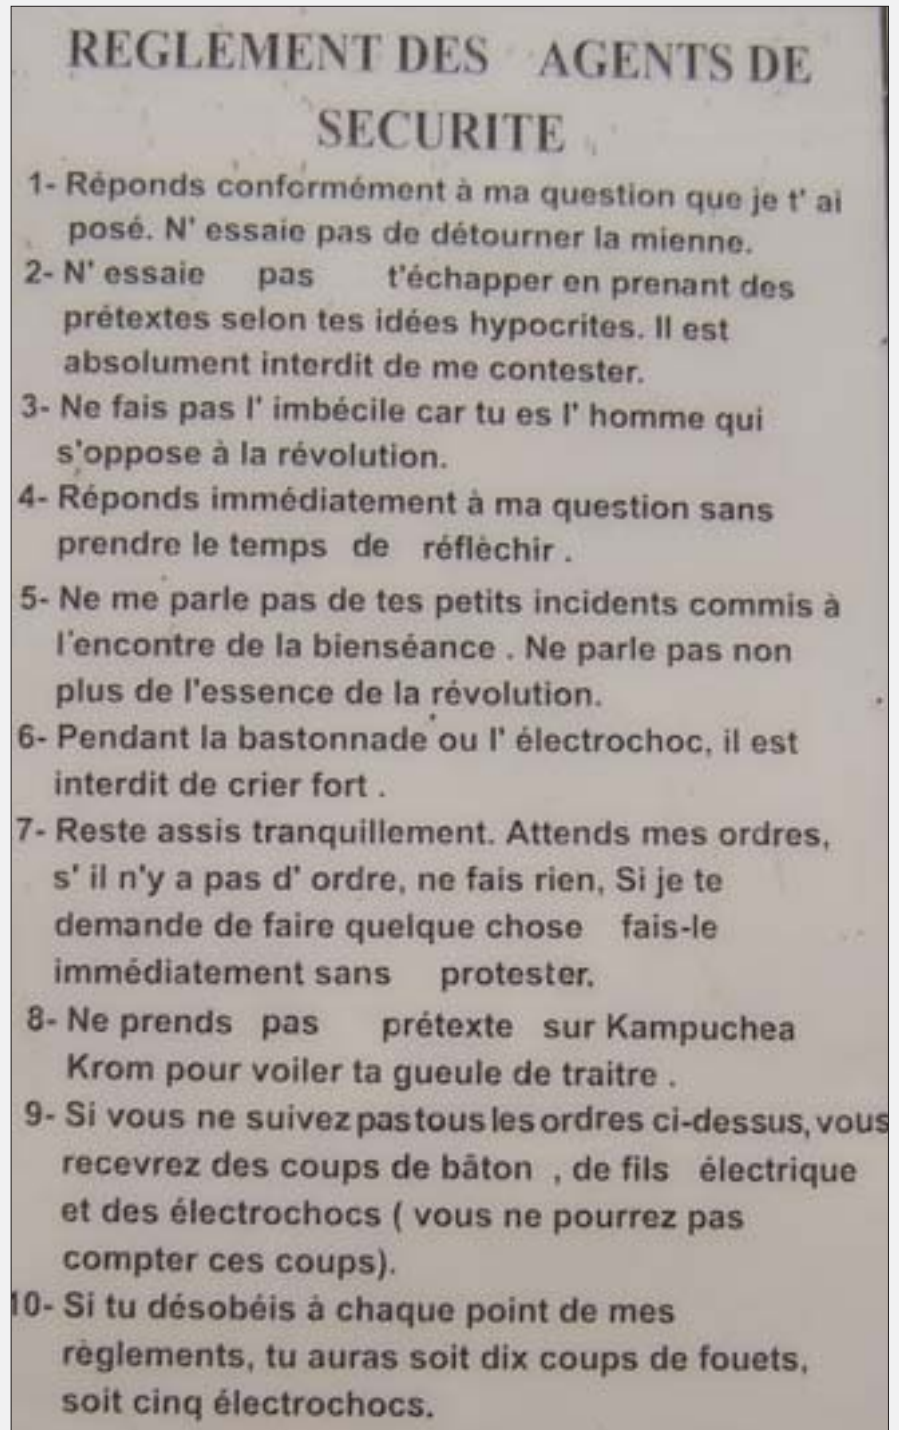 REGLEMENT DES AGENTS DE
SECURITE
1- Réponds conformément à ma question que je t' ai
posé. N' essaie pas de détourner la mienne.
2- N' essaie pas t'échapper en prenant des
prétextes selon tes idées hypocrites. Il est
absolument interdit de me contester.
3- Ne fais pas l' imbécile car tu es l' homme qui
s'oppose à la révolution.
4- Réponds immédiatement à ma question sans
prendre le temps de réflèchir .
5- Ne me parle pas de tes petits incidents commis à
l'encontre de la bienséance . Ne parle pas non
plus de l'essence de la révolution.
6- Pendant la bastonnade ou l' électrochoc, il est
interdit de crier fort .
7- Reste assis tranquillement. Attends mes ordres,
s' il n'y a pas d' ordre, ne fais rien, Si je te
demande de faire quelque chose fais-le
immédiatement sans protester.
8- Ne prends pas prétexte sur Kampuchea
Krom pour voiler ta gueule de traitre .
9- Si vous ne suivez pas tous les ordres ci-dessus, vous
recevrez des coups de bâton , de fils électrique
et des électrochocs ( vous ne pourrez pas
compter ces coups).
10- Si tu désobéis à chaque point de mes
règlements, tu auras soit dix coups de fouets,
soit cinq électrochocs.